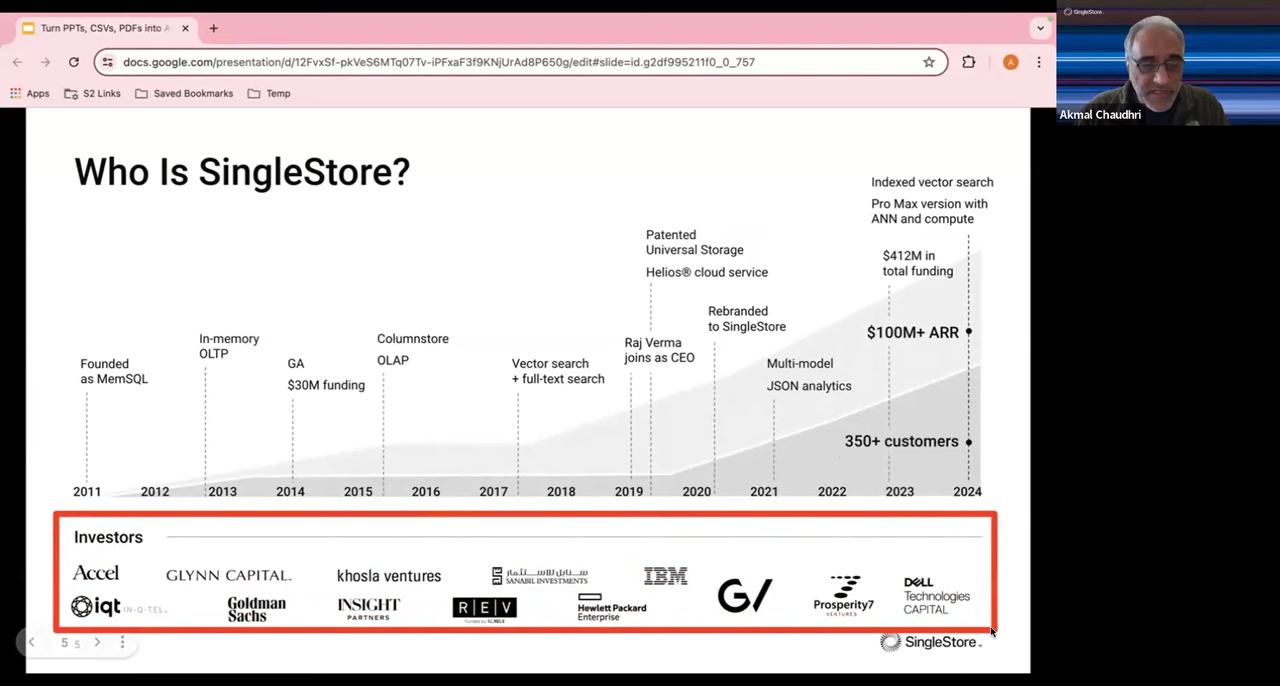 Turn PPTs, CSVs, PDFs into A
docs.google.com/presentation/d/12FvxSf-pkVeS6MTq07Tv-iPFxaF3f9KNjUrAd8P650g/edit#slide=id.g2df995211f0_0_757
A
Apps
S2 Links
Saved Bookmarks
Temp
SingleStore
Akmal Chaudhri
Who Is SingleStore?
Indexed vector search
Pro Max version with
ANN and compute
Patented
Universal Storage
Helios® cloud service
$412M in
total funding
Rebranded
to SingleStore
$100M+ ARR
In-memory
OLTP
Columnstore
OLAP
Raj Verma
joins as CEO
Founded
as MemSQL
GA
$30M funding
Vector search
+ full-text search
Multi-model
JSON analytics
350+ customers
2011 2012 2013 2014 2015 2016 2017 2018 2019 2020 2021 2022 2023 2024
Investors
Accel
GLYNN CAPITAL.
khosla ventures
سنابل للاستثمار
SANABIL INVESTMENTS
IBM
GV
Prosperity7
VENTURES
DELL
Technologies
CAPITAL
iqt IN-Q-TEL
Goldman
Sachs
INSIGHT
PARTNERS
REV
Hewlett Packard
Enterprise
5 5
SingleStore